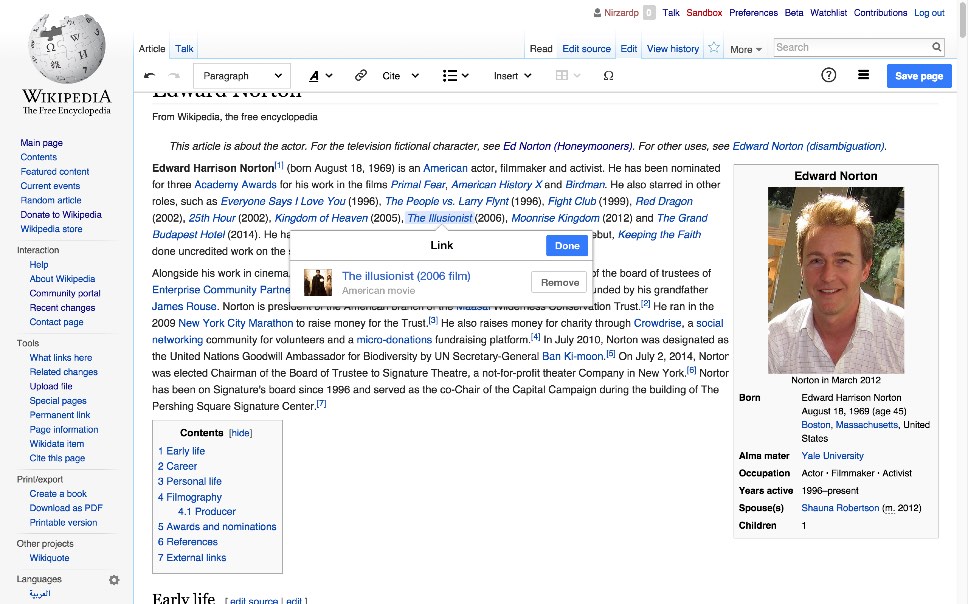 Nirzardp 0 Talk Sandbox Preferences Beta Watchlist Contributions Log out
Article Talk
Read Edit source Edit View history More
Search
Paragraph
A
Cite
Insert
Ω
Save page
WIKIPEDIA
The Free Encyclopedia
Main page
Contents
Featured content
Current events
Random article
Donate to Wikipedia
Wikipedia store
Interaction
Help
About Wikipedia
Community portal
Recent changes
Contact page
Tools
What links here
Related changes
Upload file
Special pages
Permanent link
Page information
Wikidata item
Cite this page
Print/export
Create a book
Download as PDF
Printable version
Other projects
Wikiquote
Languages
العربية
Edward Norton
From Wikipedia, the free encyclopedia
This article is about the actor. For the television fictional character, see Ed Norton (Honeymooners). For other uses, see Edward Norton (disambiguation).
Edward Harrison Norton[1] (born August 18, 1969) is an American actor, filmmaker and activist. He has been nominated
for three Academy Awards for his work in the films Primal Fear, American History X and Birdman. He also starred in other
roles, such as Everyone Says I Love You (1996), The People vs. Larry Flynt (1996), Fight Club (1999), Red Dragon
(2002), 25th Hour (2002), Kingdom of Heaven (2005), The Illusionist (2006), Moonrise Kingdom (2012) and The Grand
Budapest Hotel (2014). He ha ebut, Keeping the Faith
done uncredited work on the s
Link
Done
The illusionist (2006 film)
American movie
Remove
Alongside his work in cinema, of the board of trustees of
Enterprise Community Partne unded by his grandfather
James Rouse. Norton is president of the American branch of the Maasai Wilderness Conservation Trust.[2] He ran in the
2009 New York City Marathon to raise money for the Trust.[3] He also raises money for charity through Crowdrise, a social
networking community for volunteers and a micro-donations fundraising platform.[4] In July 2010, Norton was designated as
the United Nations Goodwill Ambassador for Biodiversity by UN Secretary-General Ban Ki-moon.[5] On July 2, 2014, Norton
was elected Chairman of the Board of Trustee to Signature Theatre, a not-for-profit theater Company in New York.[6] Norton
has been on Signature's board since 1996 and served as the co-Chair of the Capital Campaign during the building of The
Pershing Square Signature Center.[7]
Contents [hide]
1 Early life
2 Career
3 Personal life
4 Filmography
4.1 Producer
5 Awards and nominations
6 References
7 External links
Early life [ edit source | edit ]
Edward Norton
Norton in March 2012
Born Edward Harrison Norton
August 18, 1969 (age 45)
Boston, Massachusetts, United
States
Alma mater Yale University
Occupation Actor · Filmmaker · Activist
Years active 1996–present
Spouse(s) Shauna Robertson (m. 2012)
Children 1